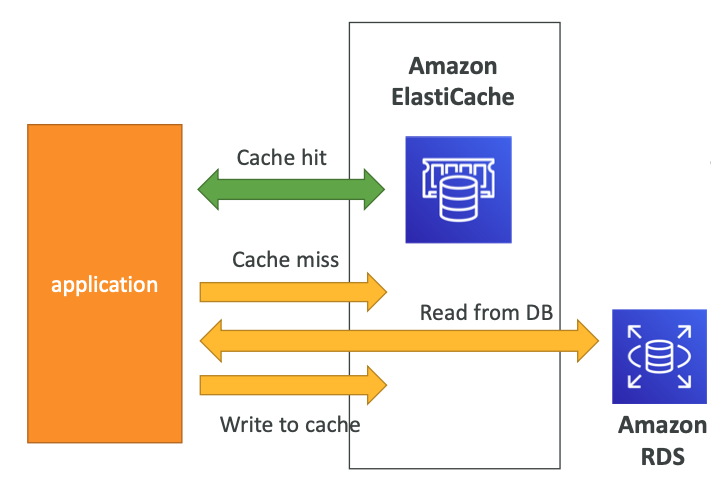 Amazon
ElastiCache
Cache hit
Cache miss
application
Read from DB
Write to cache
Amazon
RDS